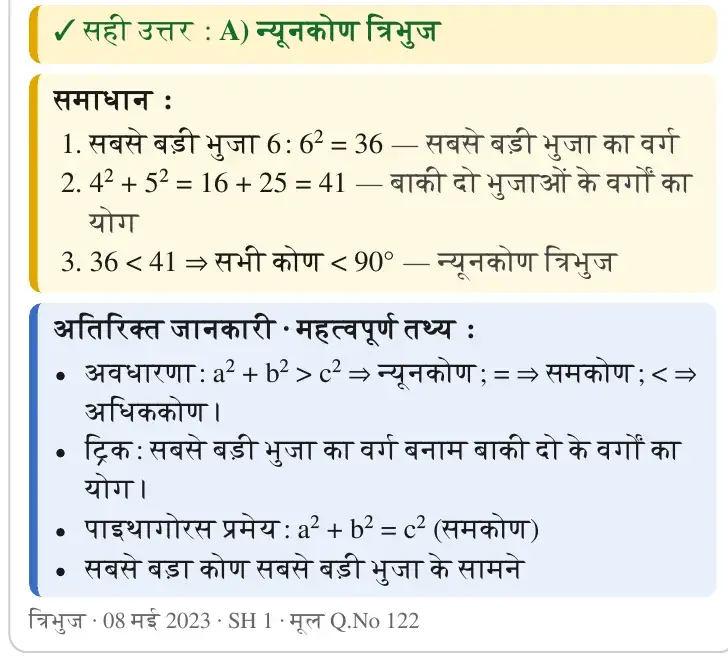 ✓ सही उत्तर : A) न्यूनकोण त्रिभुज
समाधान :
1. सबसे बड़ी भुजा 6 : 6² = 36 — सबसे बड़ी भुजा का वर्ग
2. 4² + 5² = 16 + 25 = 41 — बाकी दो भुजाओं के वर्गों का
योग
3. 36 < 41 ⇒ सभी कोण < 90° — न्यूनकोण त्रिभुज
अतिरिक्त जानकारी · महत्वपूर्ण तथ्य :
• अवधारणा : a² + b² > c² ⇒ न्यूनकोण ; = ⇒ समकोण ; < ⇒
अधिककोण ।
• ट्रिक : सबसे बड़ी भुजा का वर्ग बनाम बाकी दो के वर्गों का
योग ।
• पाइथागोरस प्रमेय : a² + b² = c² (समकोण)
• सबसे बड़ा कोण सबसे बड़ी भुजा के सामने
त्रिभुज · 08 मई 2023 · SH 1 · मूल Q.No 122